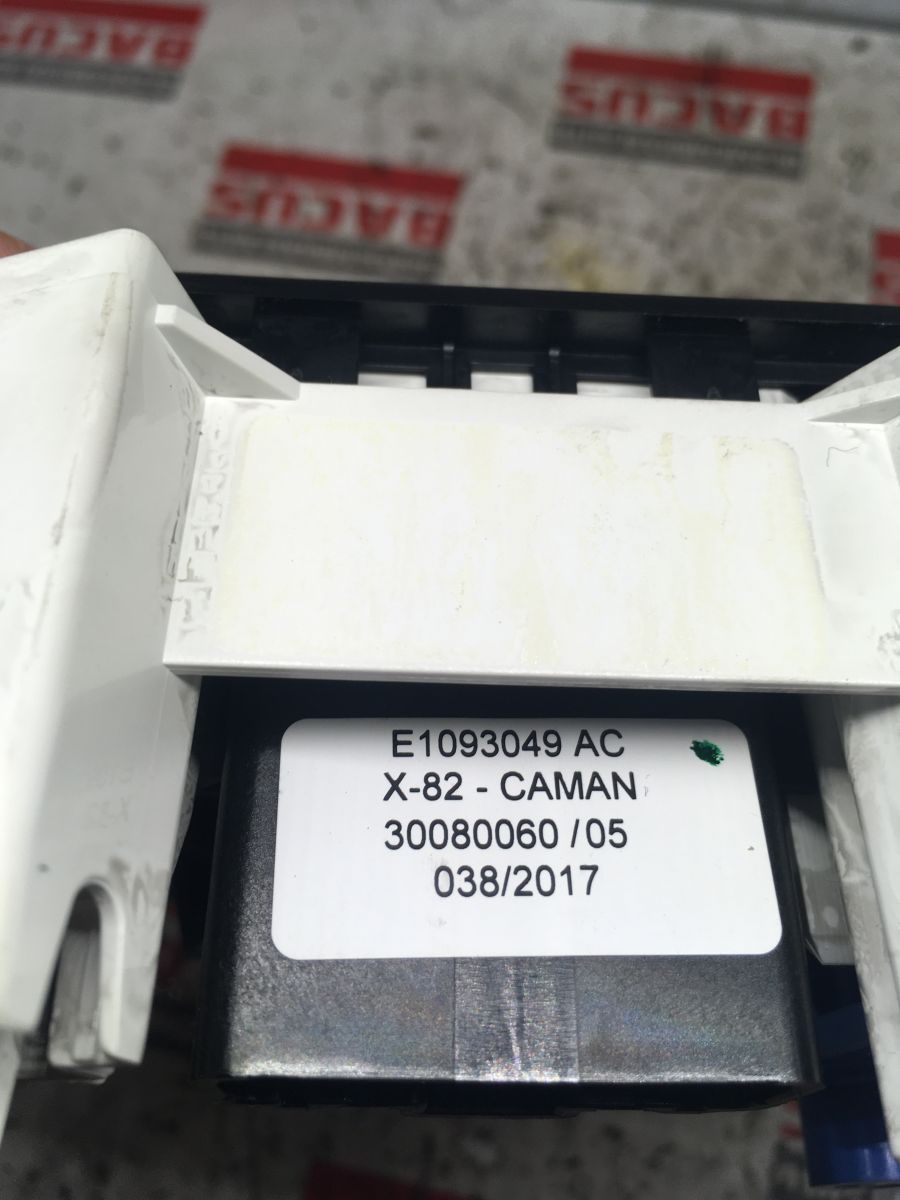 BACUS
BACUS
BACUS
E1093049 AC
X-82 - CAMAN
30080060 /05
038/2017